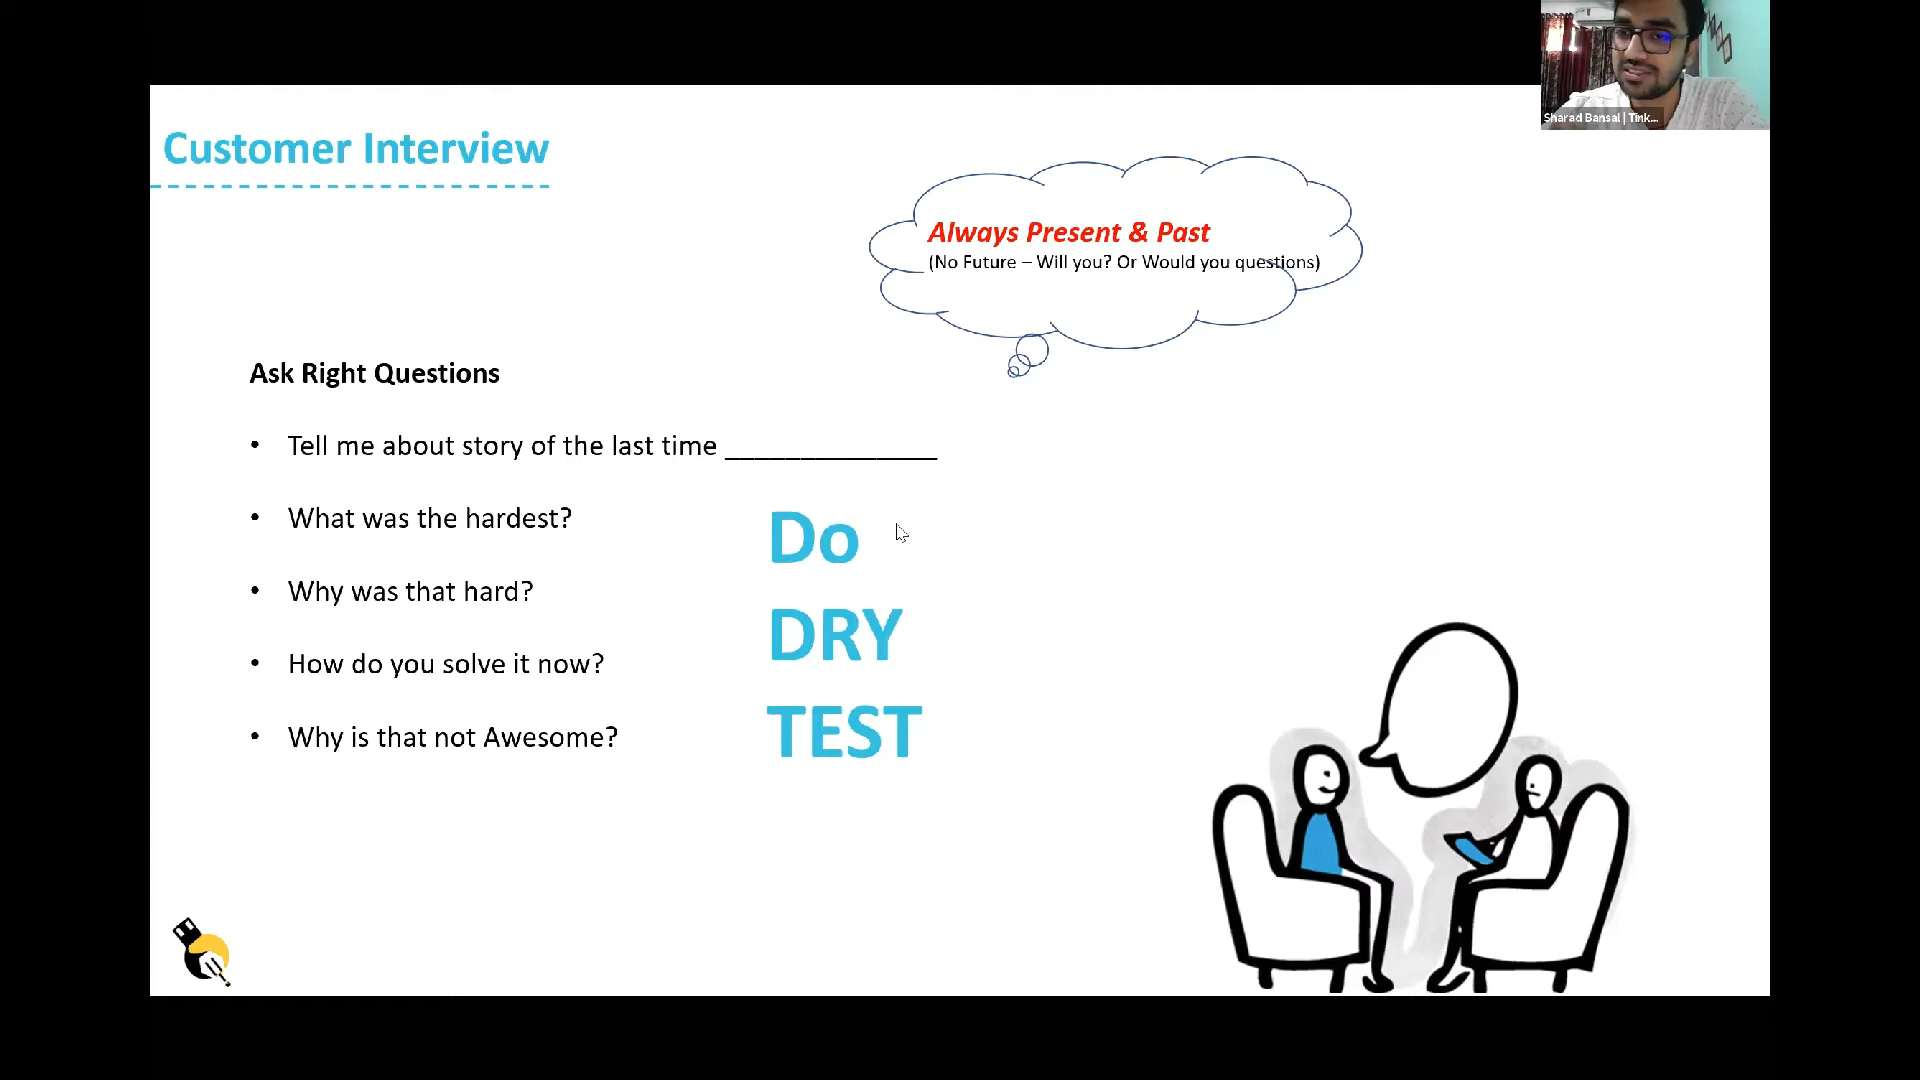 Sharad Bansal | Tink...
Customer Interview
Always Present & Past
(No Future – Will you? Or Would you questions)
Ask Right Questions
• Tell me about story of the last time ______________
• What was the hardest?
• Why was that hard?
• How do you solve it now?
• Why is that not Awesome?
Do
DRY
TEST